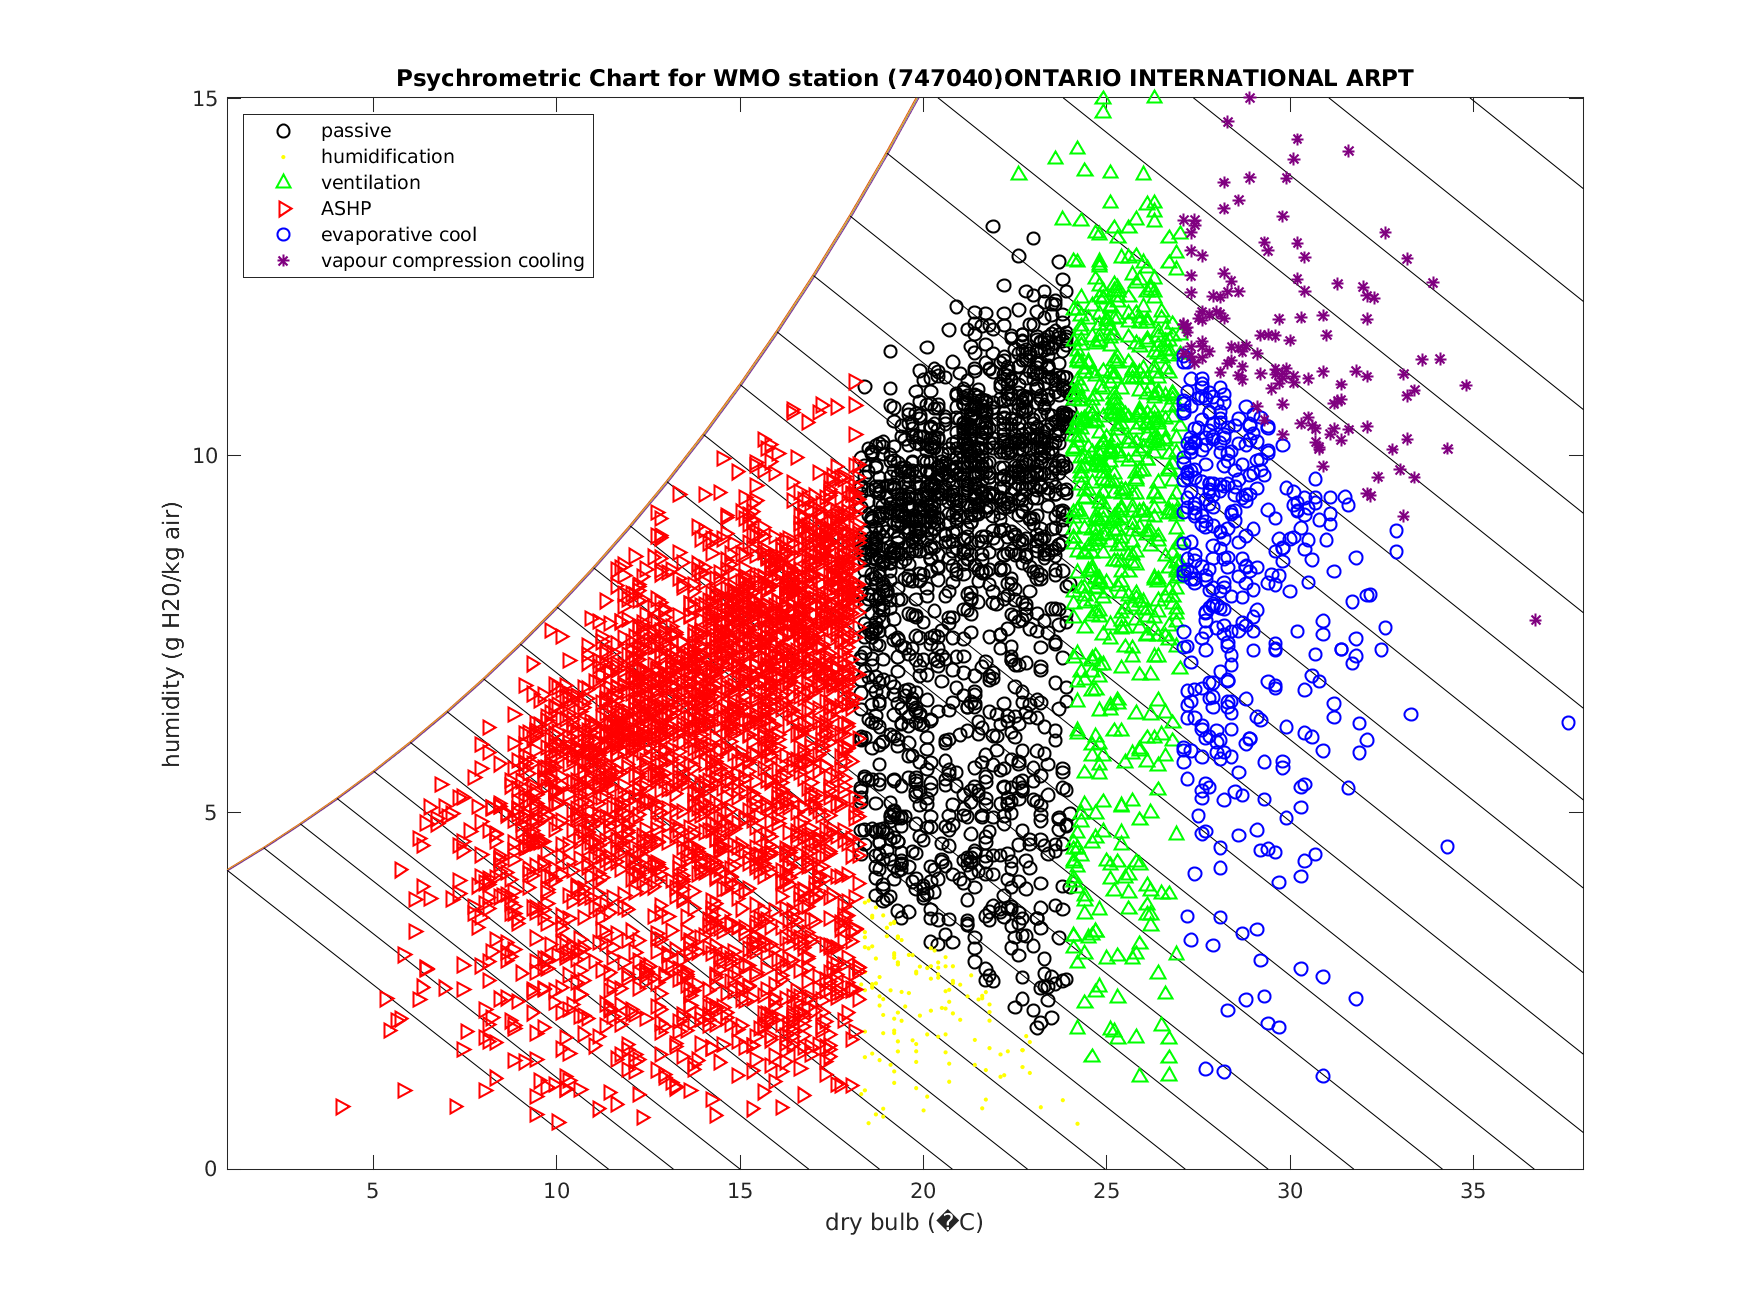 Psychrometric Chart for WMO station (747040)ONTARIO INTERNATIONAL ARPT
passive
humidification
ventilation
ASHP
evaporative cool
vapour compression cooling
15
10
5
0
humidity (g H20/kg air)
5 10 15 20 25 30 35
dry bulb (�C)